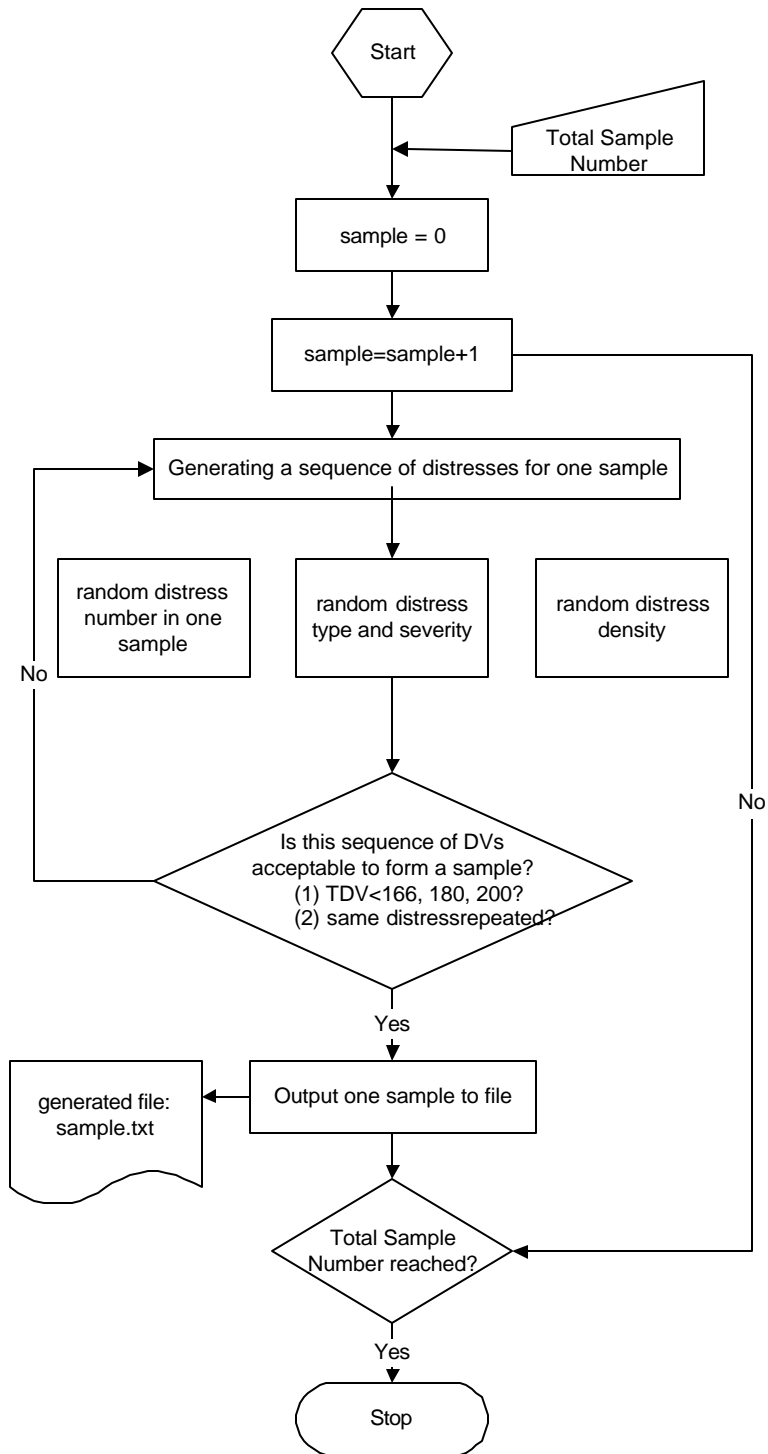 Start
Total Sample
Number
sample = 0
sample=sample+1
Generating a sequence of distresses for one sample
random distress
number in one
sample
random distress
type and severity
random distress
density
No
No
Is this sequence of DVs
acceptable to form a sample?
(1) TDV<166, 180, 200?
(2) same distressrepeated?
Yes
generated file:
sample.txt
Output one sample to file
Total Sample
Number reached?
Yes
Stop